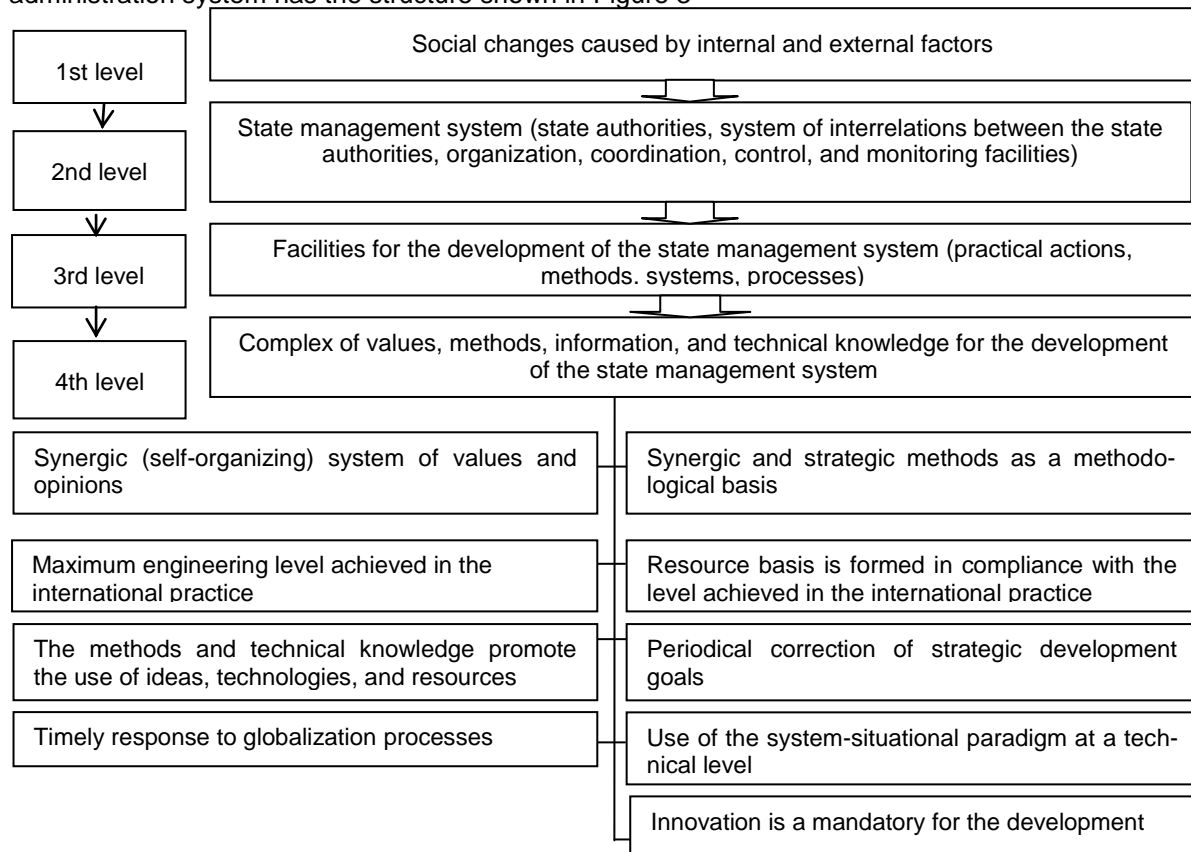 administration system has the structure shown in Figure 3
Social changes caused by internal and external factors
1st level
State management system (state authorities, system of interrelations between the state
authorities, organization, coordination, control, and monitoring facilities)
2nd level
Facilities for the development of the state management system (practical actions,
methods. systems, processes)
3rd level
Complex of values, methods, information, and technical knowledge for the development
of the state management system
4th level
Synergic (self-organizing) system of values and
opinions
Synergic and strategic methods as a methodo-
logical basis
Maximum engineering level achieved in the
international practice
Resource basis is formed in compliance with the
level achieved in the international practice
The methods and technical knowledge promote
the use of ideas, technologies, and resources
Periodical correction of strategic development
goals
Timely response to globalization processes
Use of the system-situational paradigm at a tech-
nical level
Innovation is a mandatory for the development